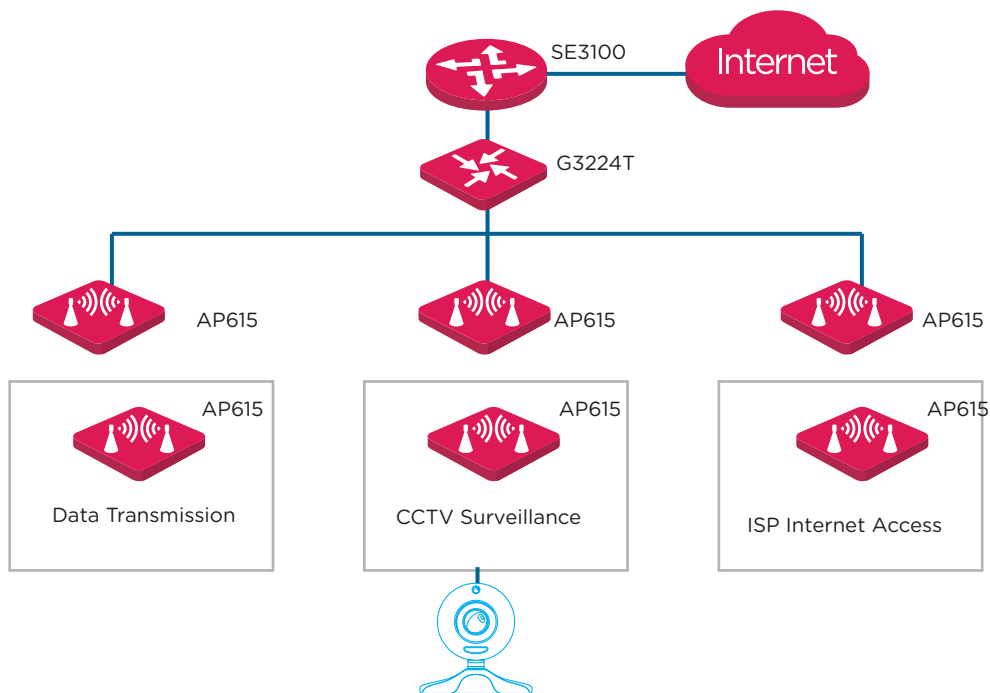 SE3100
Internet
G3224T
AP615
AP615
AP615
AP615
AP615
AP615
Data Transmission
CCTV Surveillance
ISP Internet Access